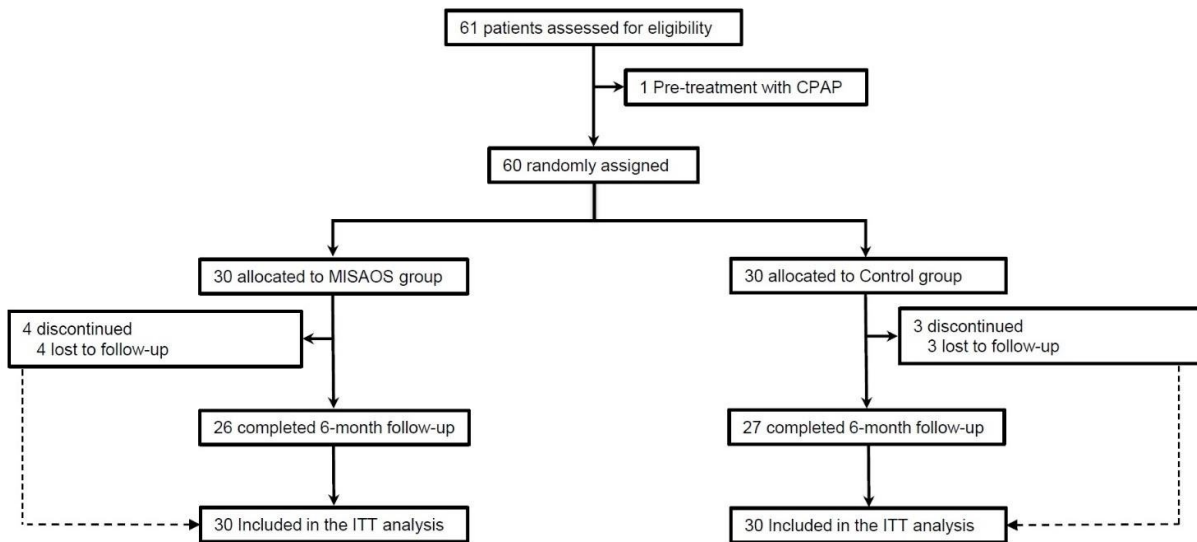 61 patients assessed for eligibility
1 Pre-treatment with CPAP
60 randomly assigned
30 allocated to MISAOS group
30 allocated to Control group
4 discontinued
4 lost to follow-up
3 discontinued
3 lost to follow-up
26 completed 6-month follow-up
27 completed 6-month follow-up
30 Included in the ITT analysis
30 Included in the ITT analysis